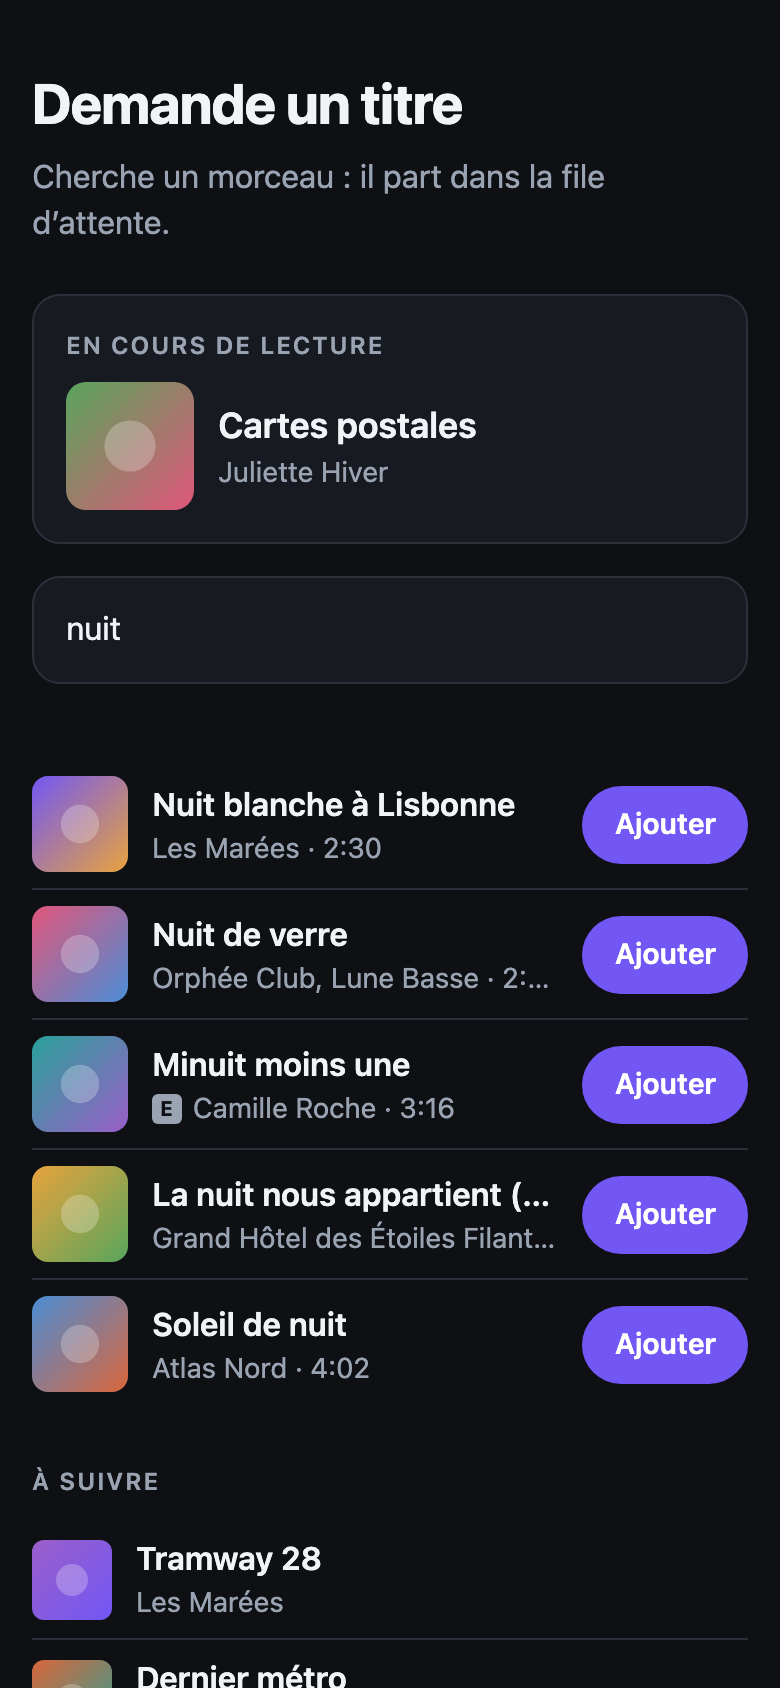 Demande un titre
Cherche un morceau : il part dans la file
d’attente.
EN COURS DE LECTURE
Cartes postales
Juliette Hiver
nuit
Nuit blanche à Lisbonne
Les Marées · 2:30
Ajouter
Nuit de verre
Orphée Club, Lune Basse · 2:…
Ajouter
Minuit moins une
E Camille Roche · 3:16
Ajouter
La nuit nous appartient (…
Grand Hôtel des Étoiles Filant…
Ajouter
Soleil de nuit
Atlas Nord · 4:02
Ajouter
À SUIVRE
Tramway 28
Les Marées
Dernier métro